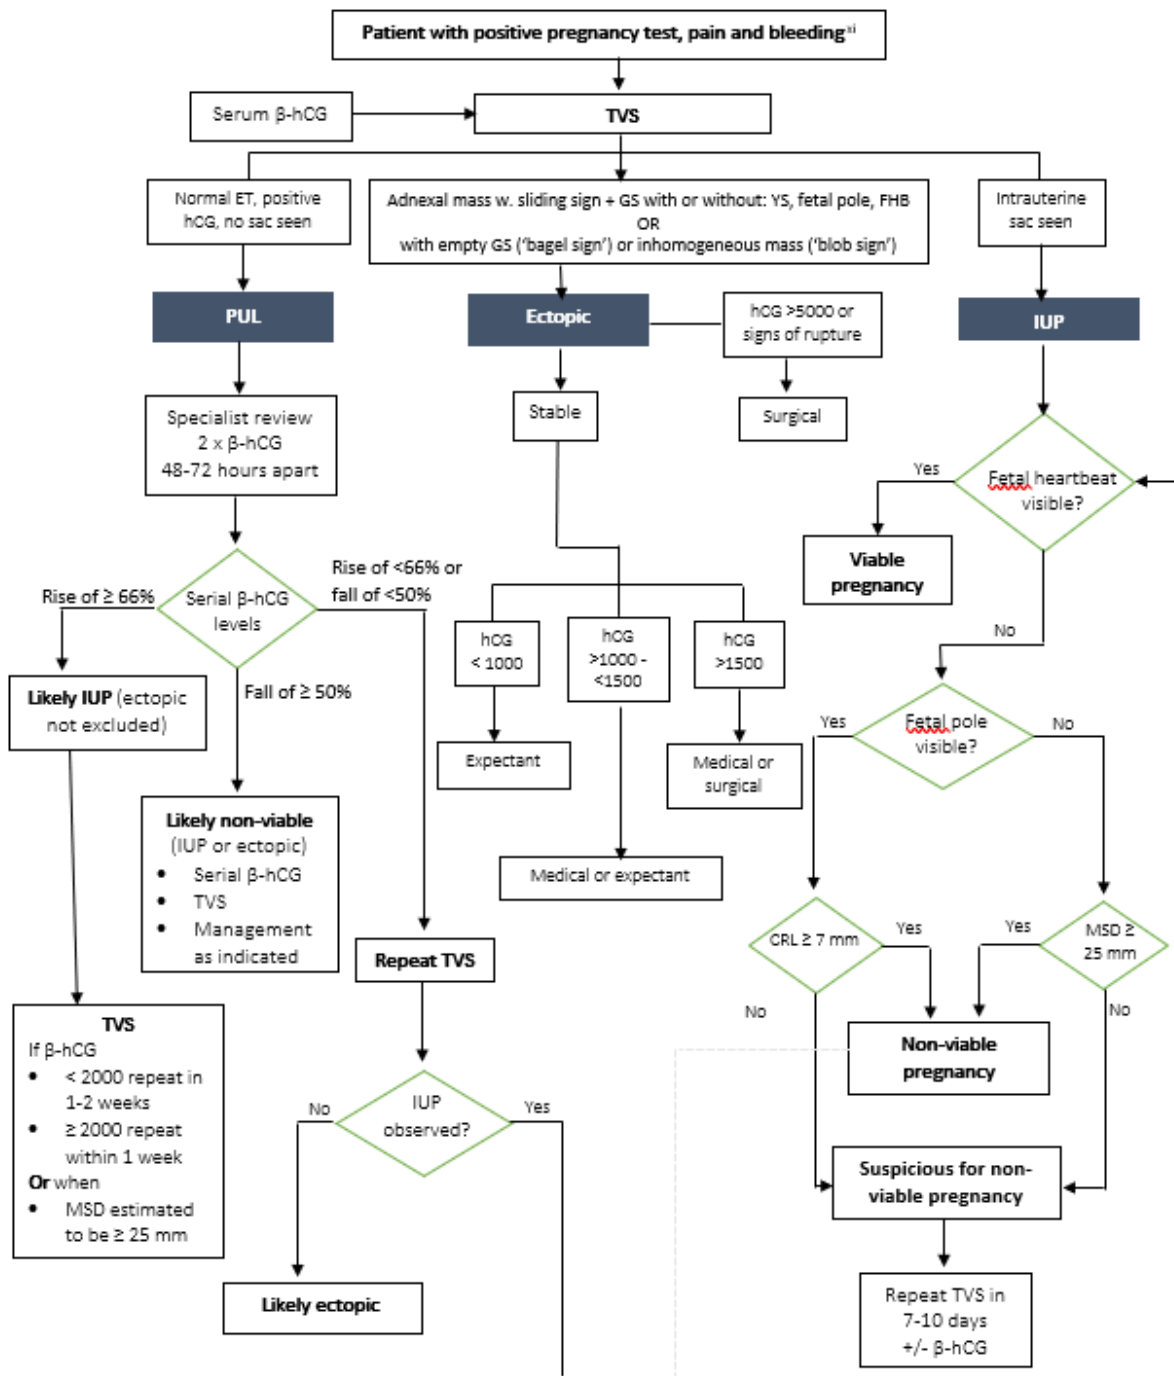 Patient with positive pregnancy test, pain and bleeding^xi
Serum β-hCG
TVS
Normal ET, positive
hCG, no sac seen
Adnexal mass w. sliding sign + GS with or without: YS, fetal pole, FHB
OR
with empty GS (‘bagel sign’) or inhomogeneous mass (‘blob sign’)
Intrauterine
sac seen
PUL
Ectopic
hCG >5000 or
signs of rupture
IUP
Specialist review
2 x β-hCG
48-72 hours apart
Stable
Surgical
Yes
Fetal heartbeat
visible?
Viable
pregnancy
No
Rise of ≥ 66%
Serial β-hCG
levels
Rise of <66% or
fall of <50%
Fall of ≥ 50%
hCG
< 1000
hCG
>1000 -
<1500
hCG
>1500
Likely IUP (ectopic
not excluded)
Expectant
Medical or
surgical
Medical or expectant
Yes
Fetal pole
visible?
No
Likely non-viable
(IUP or ectopic)
• Serial β-hCG
• TVS
• Management
as indicated
Repeat TVS
CRL ≥ 7 mm
Yes
Yes
MSD ≥
25 mm
No
No
Non-viable
pregnancy
TVS
If β-hCG
• < 2000 repeat in
1-2 weeks
• ≥ 2000 repeat
within 1 week
Or when
• MSD estimated
to be ≥ 25 mm
No
IUP
observed?
Yes
Likely ectopic
Suspicious for non-
viable pregnancy
Repeat TVS in
7-10 days
+/- β-hCG